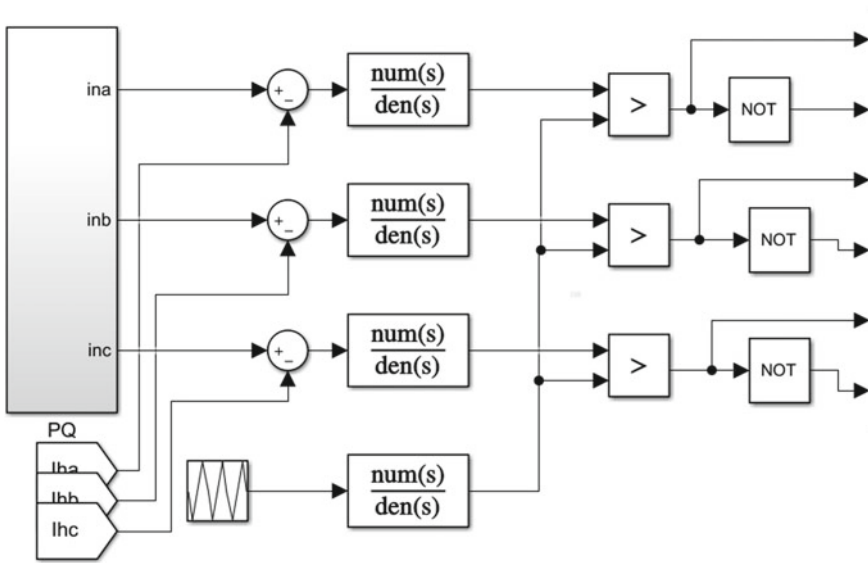 ina
+
−
num(s)
den(s)
>
NOT
inb
+
−
num(s)
den(s)
>
NOT
inc
+
−
num(s)
den(s)
>
NOT
PQ
Iha
Ihb
Ihc
num(s)
den(s)